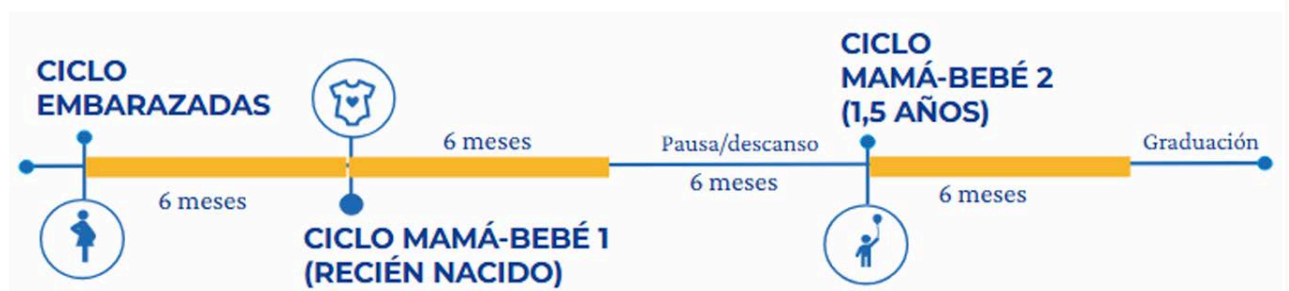 CICLO
EMBARAZADAS
6 meses
6 meses
CICLO MAMÁ-BEBÉ 1
(RECIÉN NACIDO)
Pausa/descanso
6 meses
CICLO
MAMÁ-BEBÉ 2
(1,5 AÑOS)
6 meses
Graduación